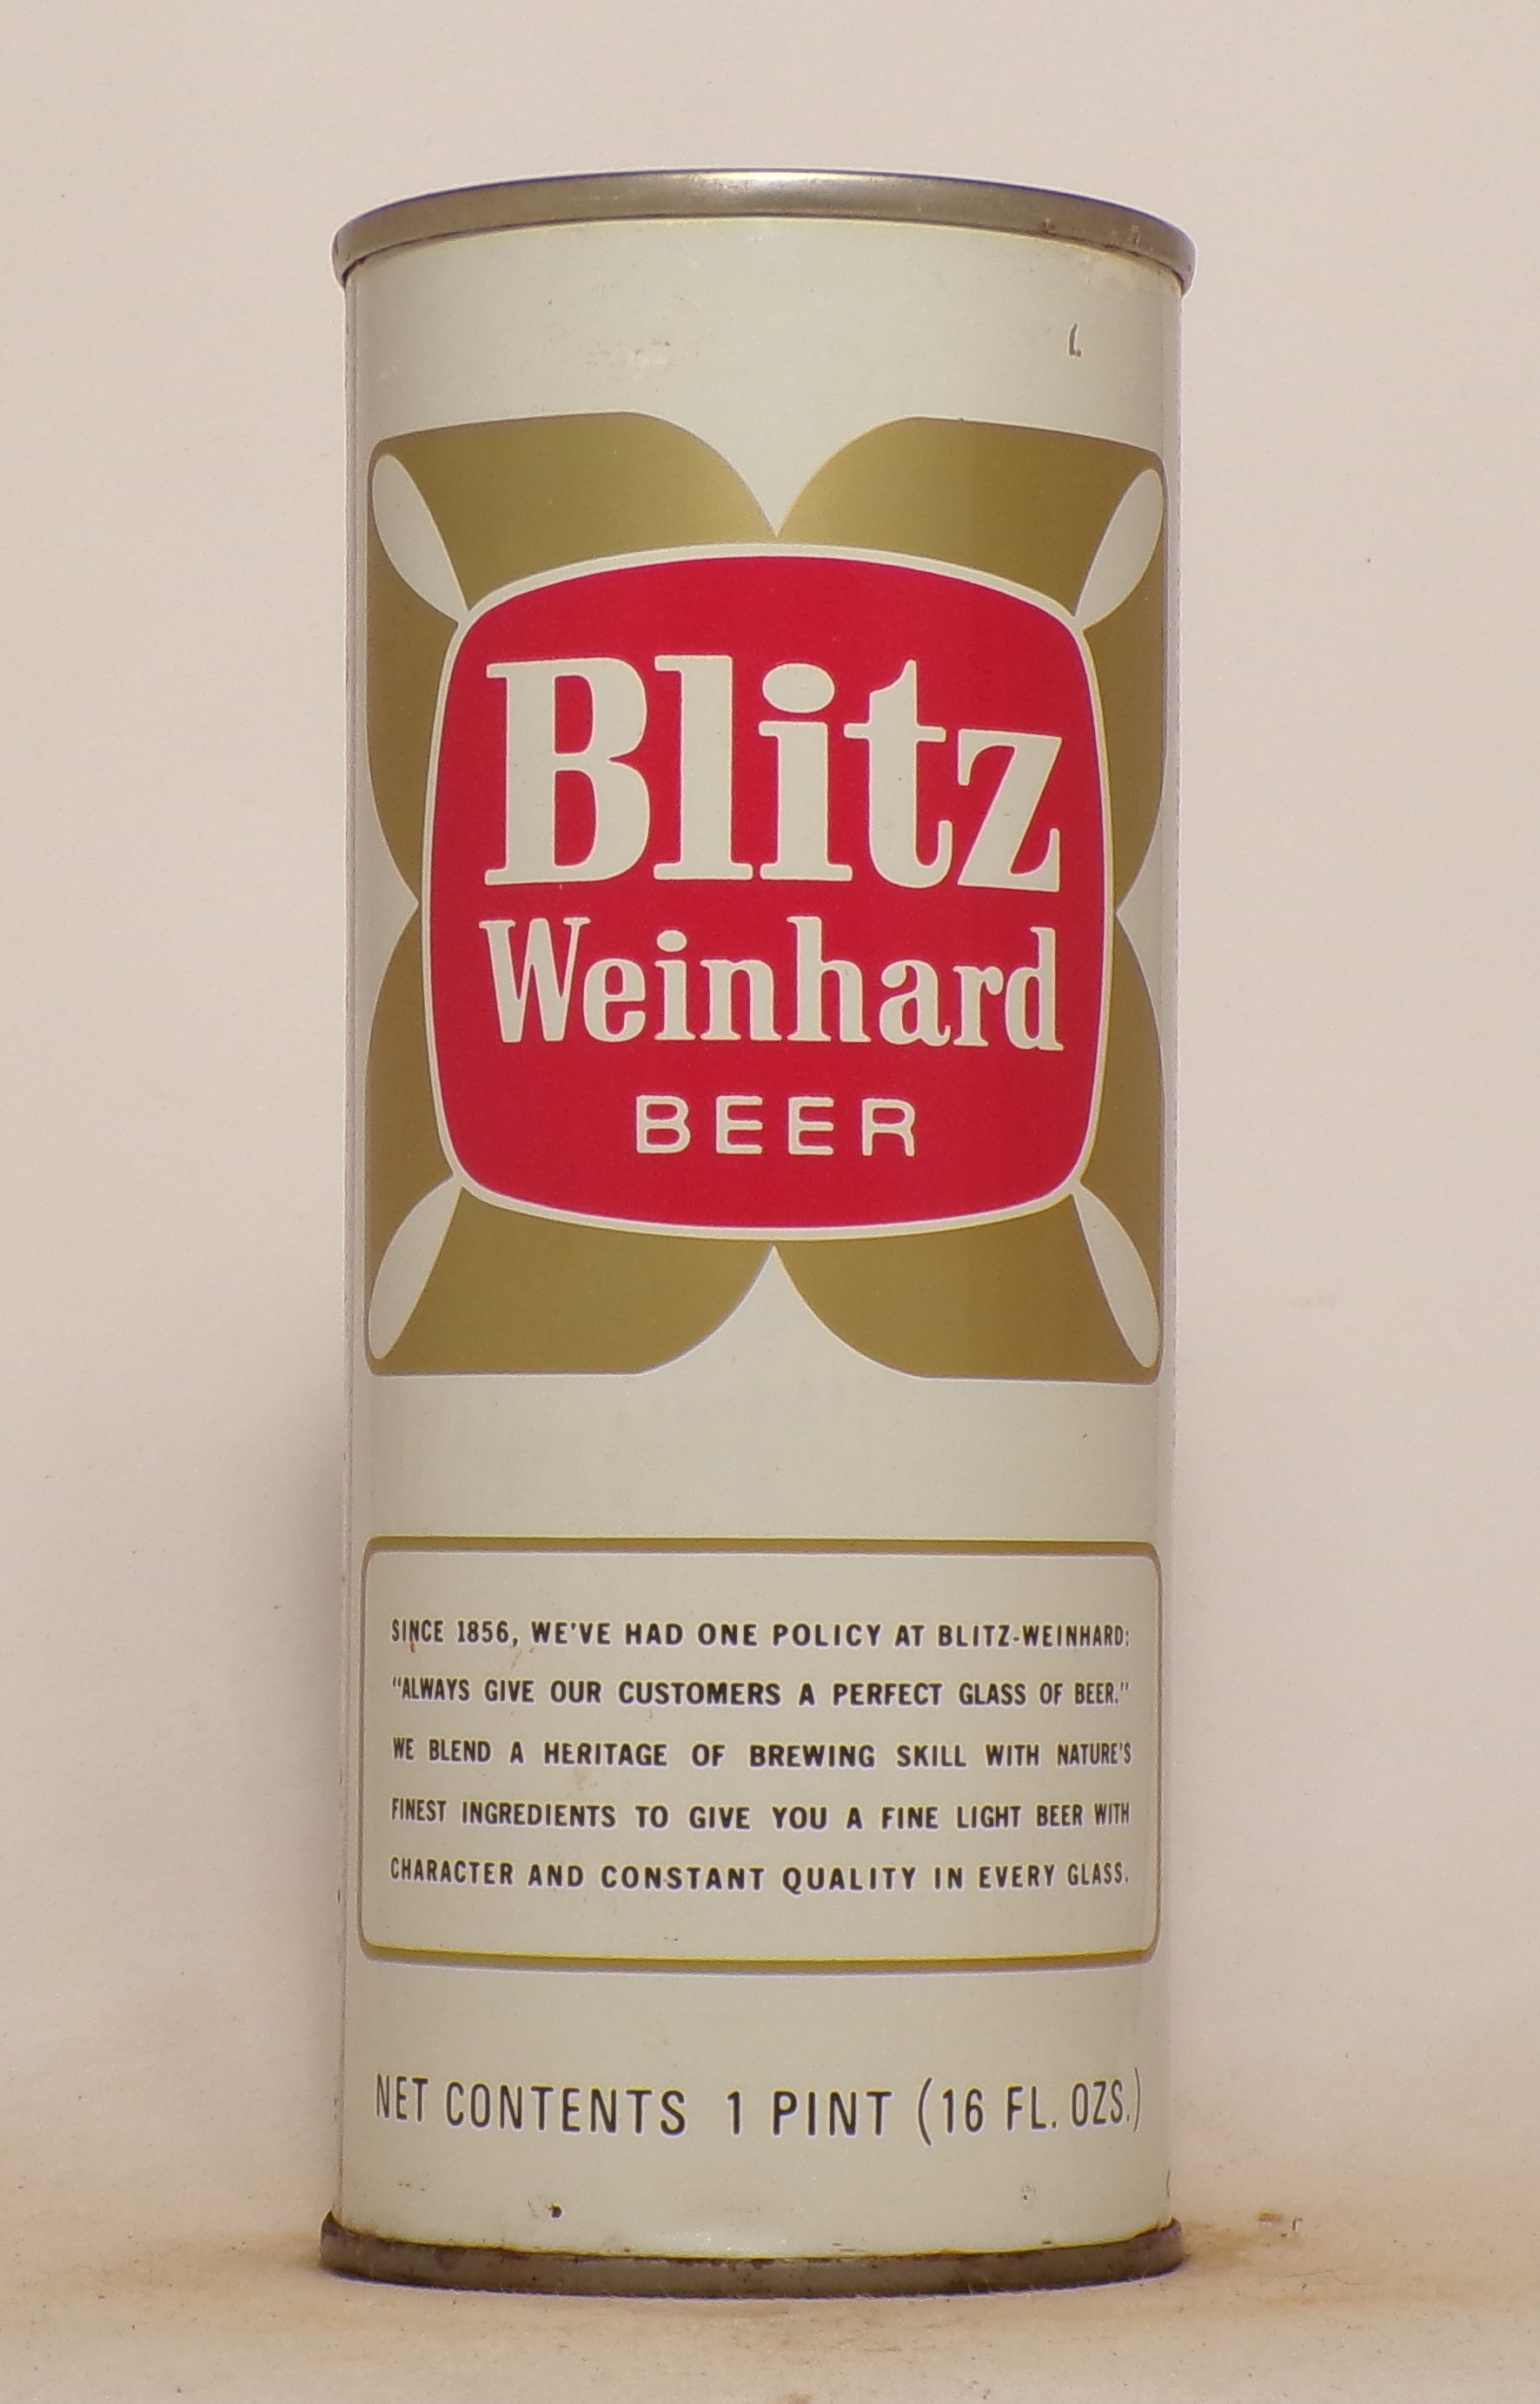 Blitz
Weinhard
BEER
SINCE 1856, WE'VE HAD ONE POLICY AT BLITZ-WEINHARD:
"ALWAYS GIVE OUR CUSTOMERS A PERFECT GLASS OF BEER."
WE BLEND A HERITAGE OF BREWING SKILL WITH NATURE'S
FINEST INGREDIENTS TO GIVE YOU A FINE LIGHT BEER WITH
CHARACTER AND CONSTANT QUALITY IN EVERY GLASS.
NET CONTENTS 1 PINT (16 FL. OZS.)